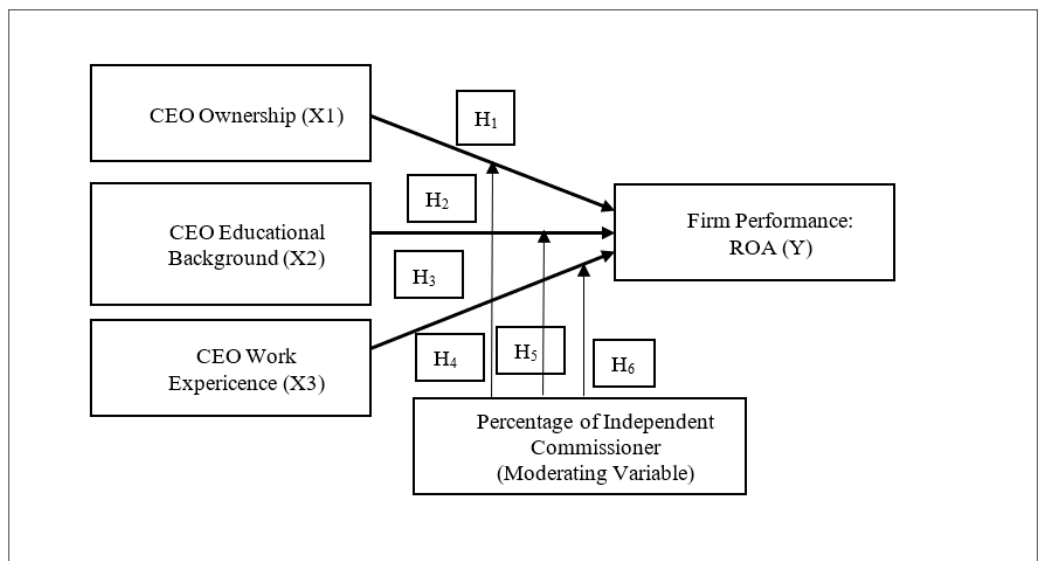 CEO Ownership (X1)
H₁
H₂
CEO Educational
Background (X2)
Firm Performance:
ROA (Y)
H₃
CEO Work
Expericence (X3)
H₄
H₅
H₆
Percentage of Independent
Commissioner
(Moderating Variable)